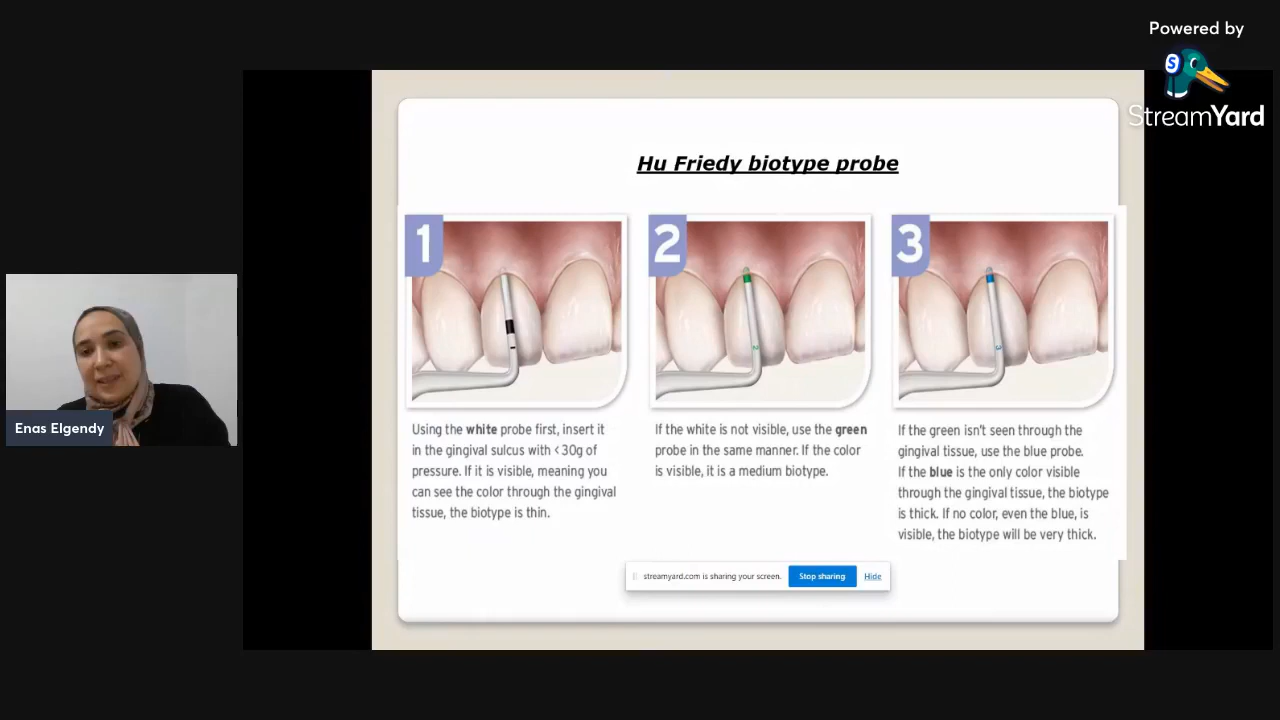 Powered by
StreamYard
Hu Friedy biotype probe
1
Using the white probe first, insert it
in the gingival sulcus with <30g of
pressure. If it is visible, meaning you
can see the color through the gingival
tissue, the biotype is thin.
2
If the white is not visible, use the green
probe in the same manner. If the color
is visible, it is a medium biotype.
3
If the green isn't seen through the
gingival tissue, use the blue probe.
If the blue is the only color visible
through the gingival tissue, the biotype
is thick. If no color, even the blue, is
visible, the biotype will be very thick.
Enas Elgendy
streamyard.com is sharing your screen. Stop sharing Hide